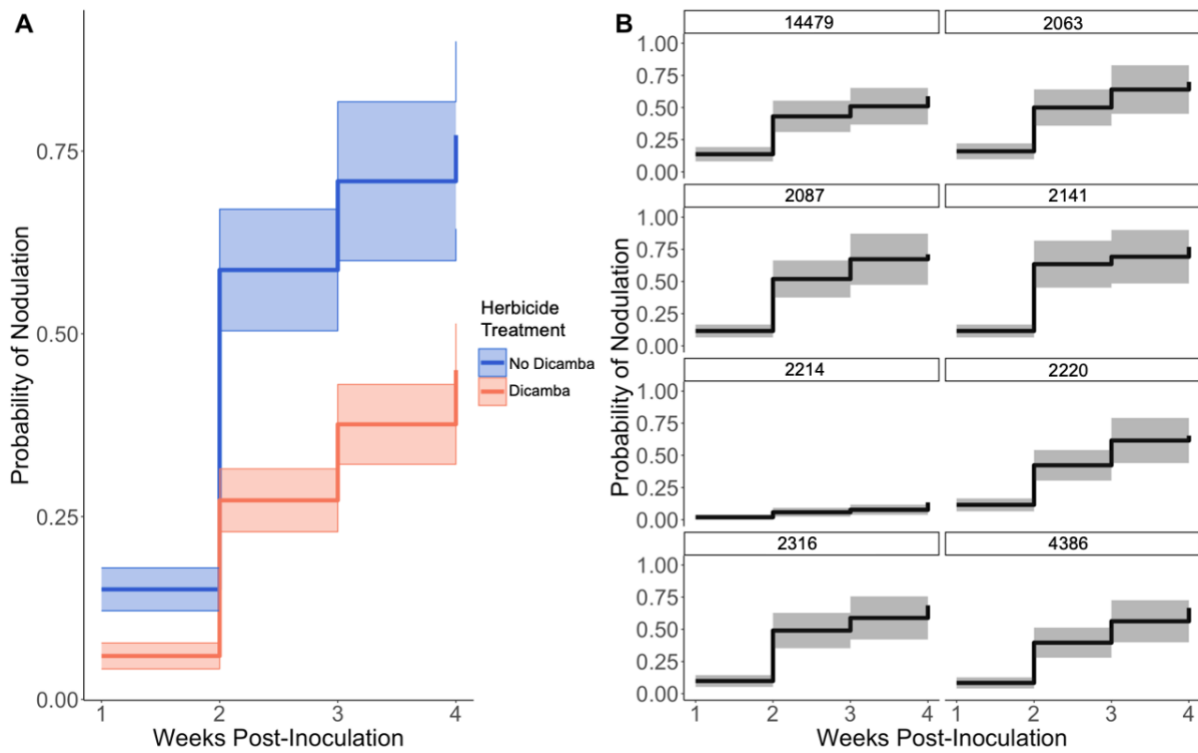 A
Probability of Nodulation
0.75
0.50
0.25
0.00
1 2 3 4
Weeks Post-Inoculation
Herbicide
Treatment
No Dicamba
Dicamba
B
Probability of Nodulation
14479 2063
1.00
0.75
0.50
0.25
0.00
2087 2141
1.00
0.75
0.50
0.25
0.00
2214 2220
1.00
0.75
0.50
0.25
0.00
2316 4386
1.00
0.75
0.50
0.25
0.00
1 2 3 4 1 2 3 4
Weeks Post-Inoculation